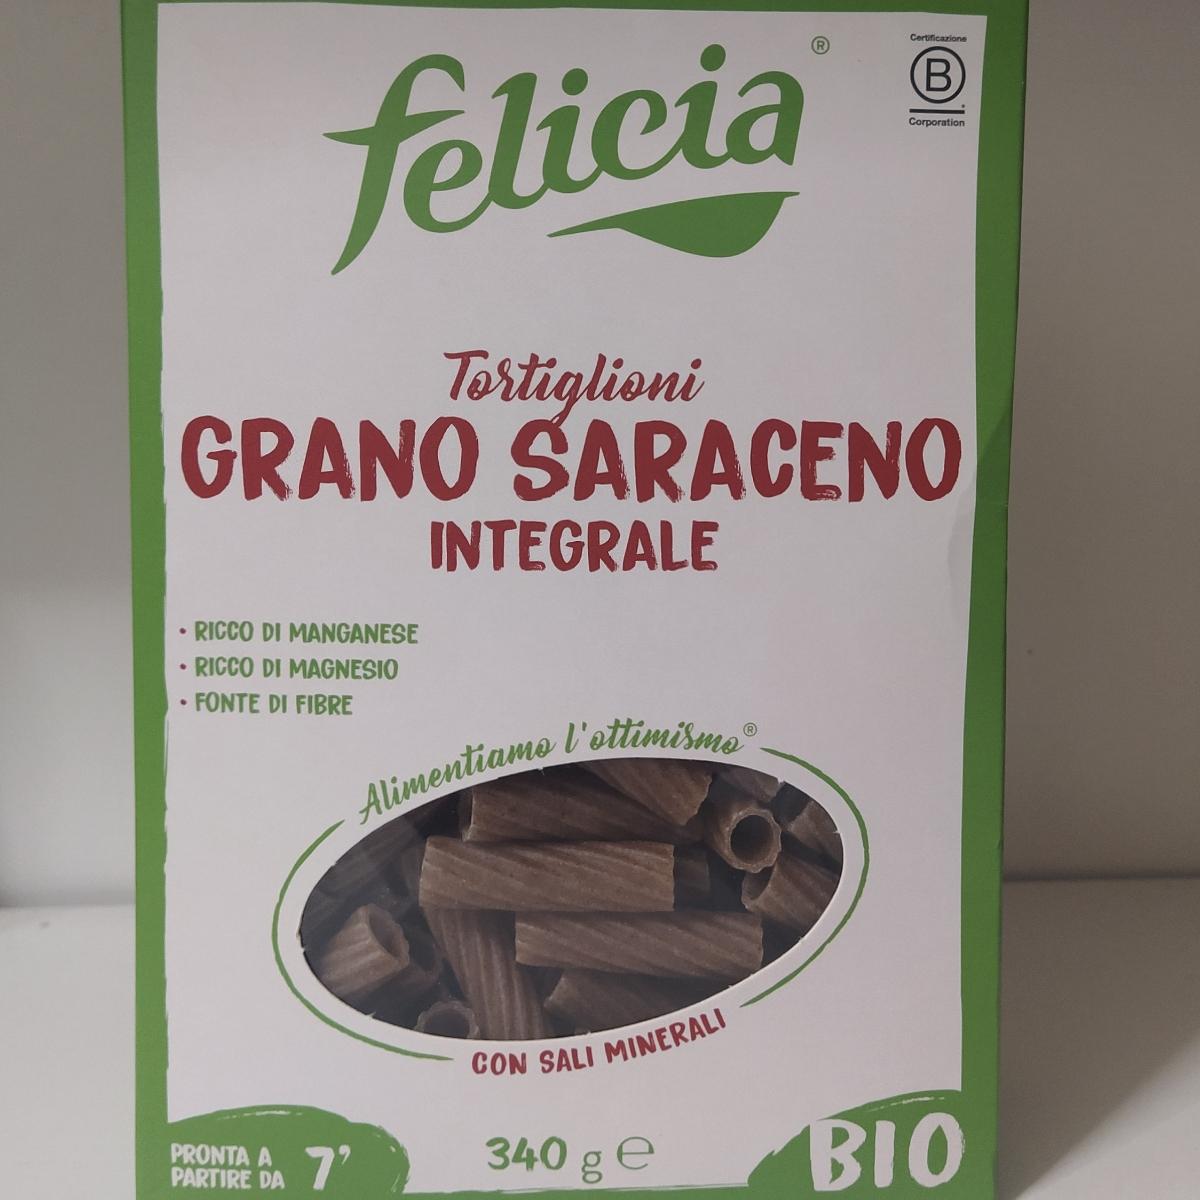 felicia ®
Certificazione
B
Corporation
Tortiglioni
GRANO SARACENO
INTEGRALE
• RICCO DI MANGANESE
• RICCO DI MAGNESIO
• FONTE DI FIBRE
Alimentiamo l'ottimismo®
CON SALI MINERALI
PRONTA A
PARTIRE DA 7’
340 g ℮
BIO